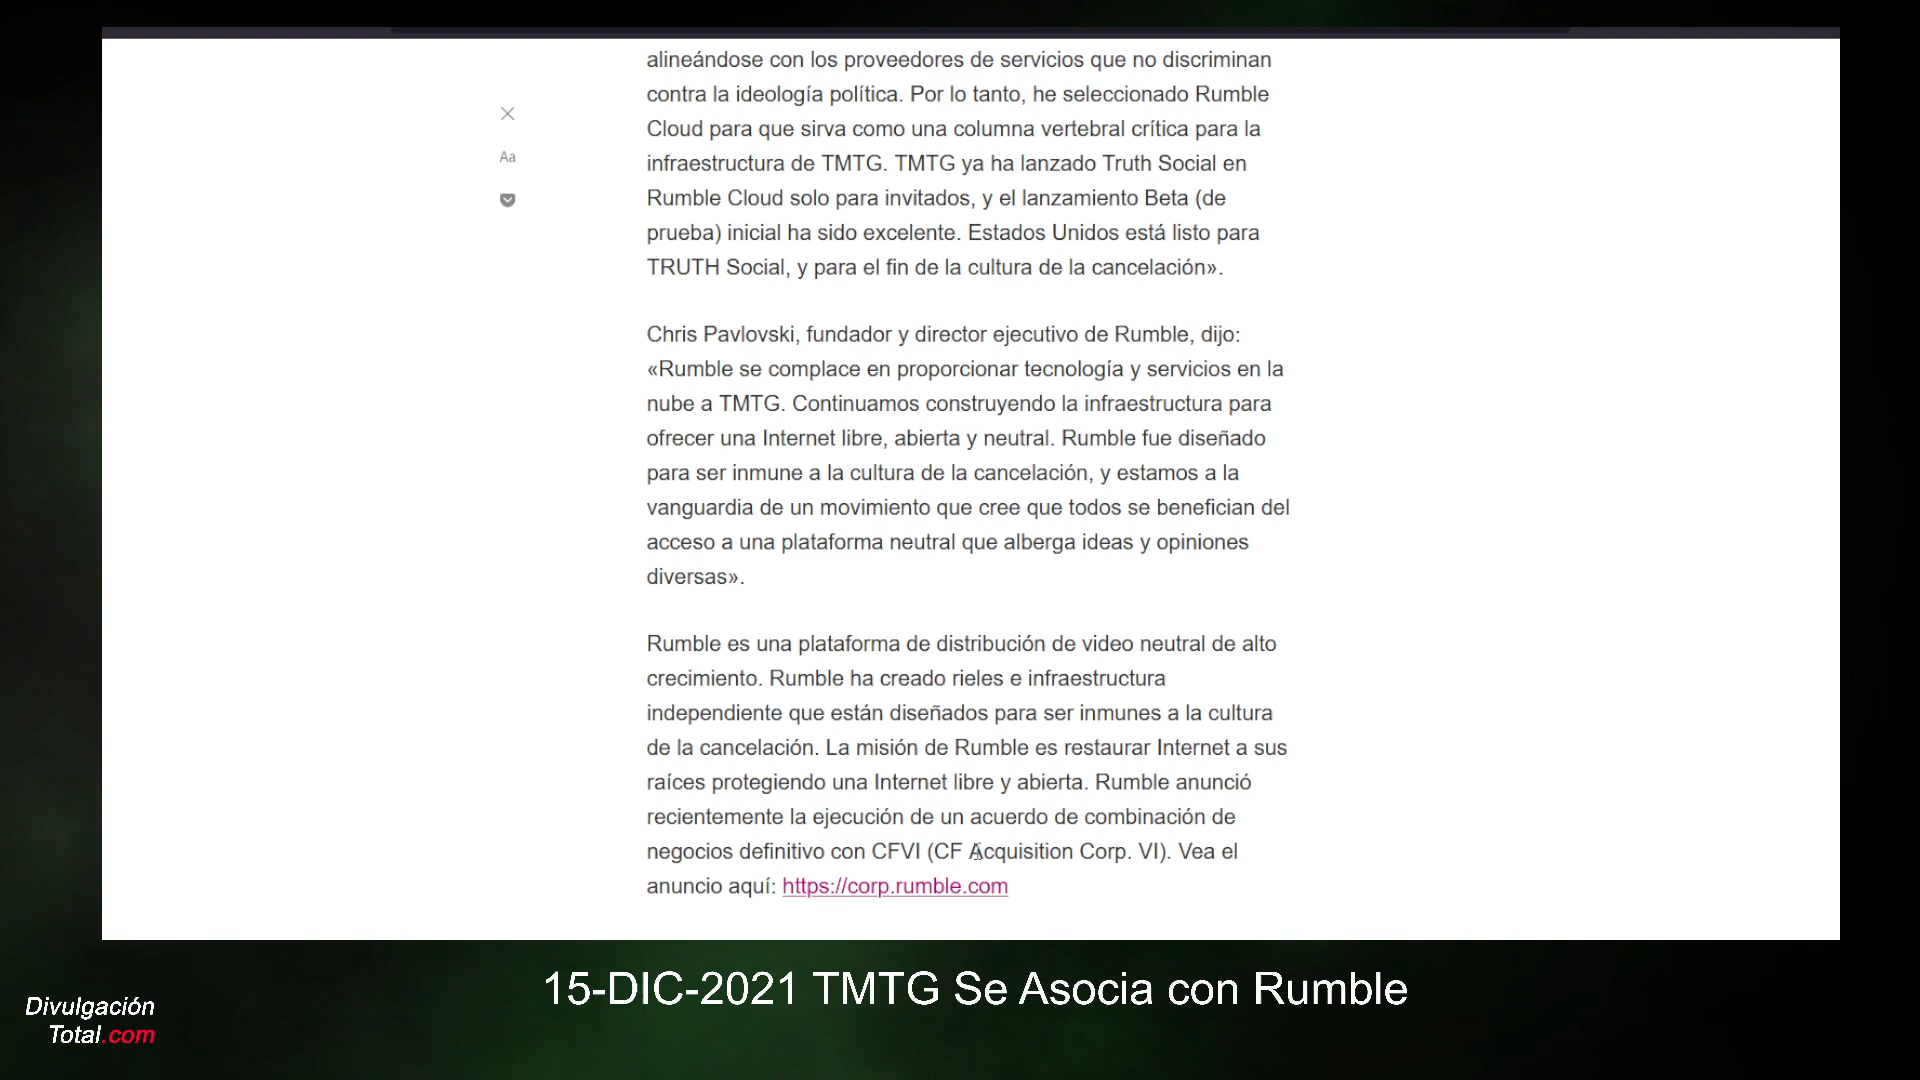 alineándose con los proveedores de servicios que no discriminan
contra la ideología política. Por lo tanto, he seleccionado Rumble
Cloud para que sirva como una columna vertebral crítica para la
infraestructura de TMTG. TMTG ya ha lanzado Truth Social en
Rumble Cloud solo para invitados, y el lanzamiento Beta (de
prueba) inicial ha sido excelente. Estados Unidos está listo para
TRUTH Social, y para el fin de la cultura de la cancelación».
Aa
Chris Pavlovski, fundador y director ejecutivo de Rumble, dijo:
«Rumble se complace en proporcionar tecnología y servicios en la
nube a TMTG. Continuamos construyendo la infraestructura para
ofrecer una Internet libre, abierta y neutral. Rumble fue diseñado
para ser inmune a la cultura de la cancelación, y estamos a la
vanguardia de un movimiento que cree que todos se benefician del
acceso a una plataforma neutral que alberga ideas y opiniones
diversas».
Rumble es una plataforma de distribución de video neutral de alto
crecimiento. Rumble ha creado rieles e infraestructura
independiente que están diseñados para ser inmunes a la cultura
de la cancelación. La misión de Rumble es restaurar Internet a sus
raíces protegiendo una Internet libre y abierta. Rumble anunció
recientemente la ejecución de un acuerdo de combinación de
negocios definitivo con CFVI (CF Acquisition Corp. VI). Vea el
anuncio aquí: https://corp.rumble.com
15-DIC-2021 TMTG Se Asocia con Rumble
Divulgación
Total.com